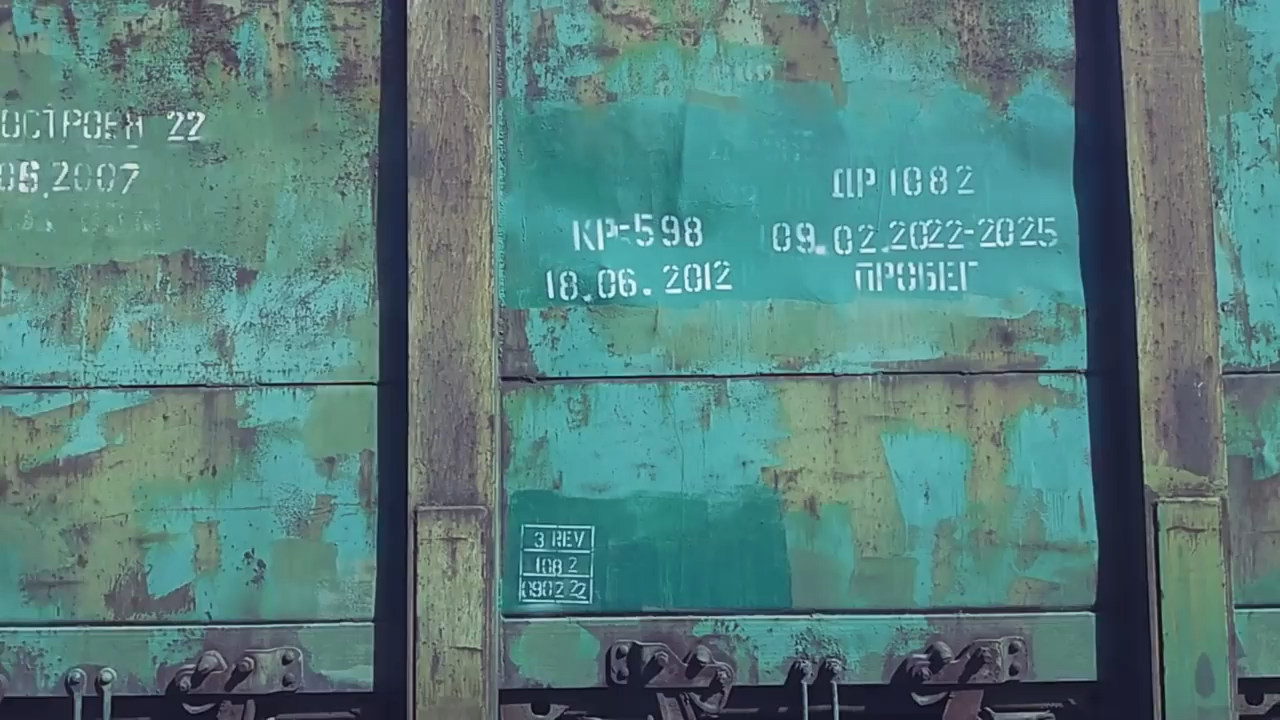 ОСТРОЕН 22
05.2007
КР-598
18.06.2012
ДР 1082
09.02.2022-2025
ПРОБЕГ
3 REV
1082
090222